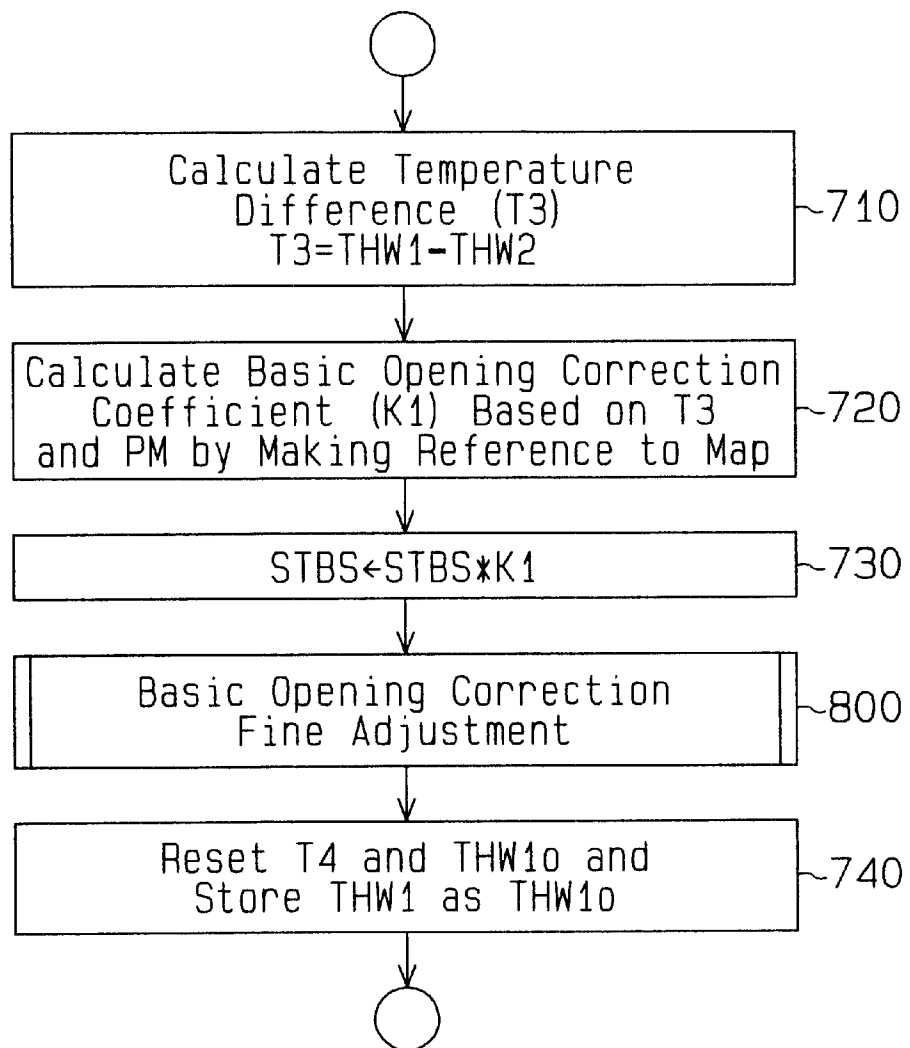 Calculate Temperature
Difference (T3)
T3=THW1-THW2
710
Calculate Basic Opening Correction
Coefficient (K1) Based on T3
and PM by Making Reference to Map
720
STBS←STBS*K1
730
Basic Opening Correction
Fine Adjustment
800
Reset T4 and THW1o and
Store THW1 as THW1o
740